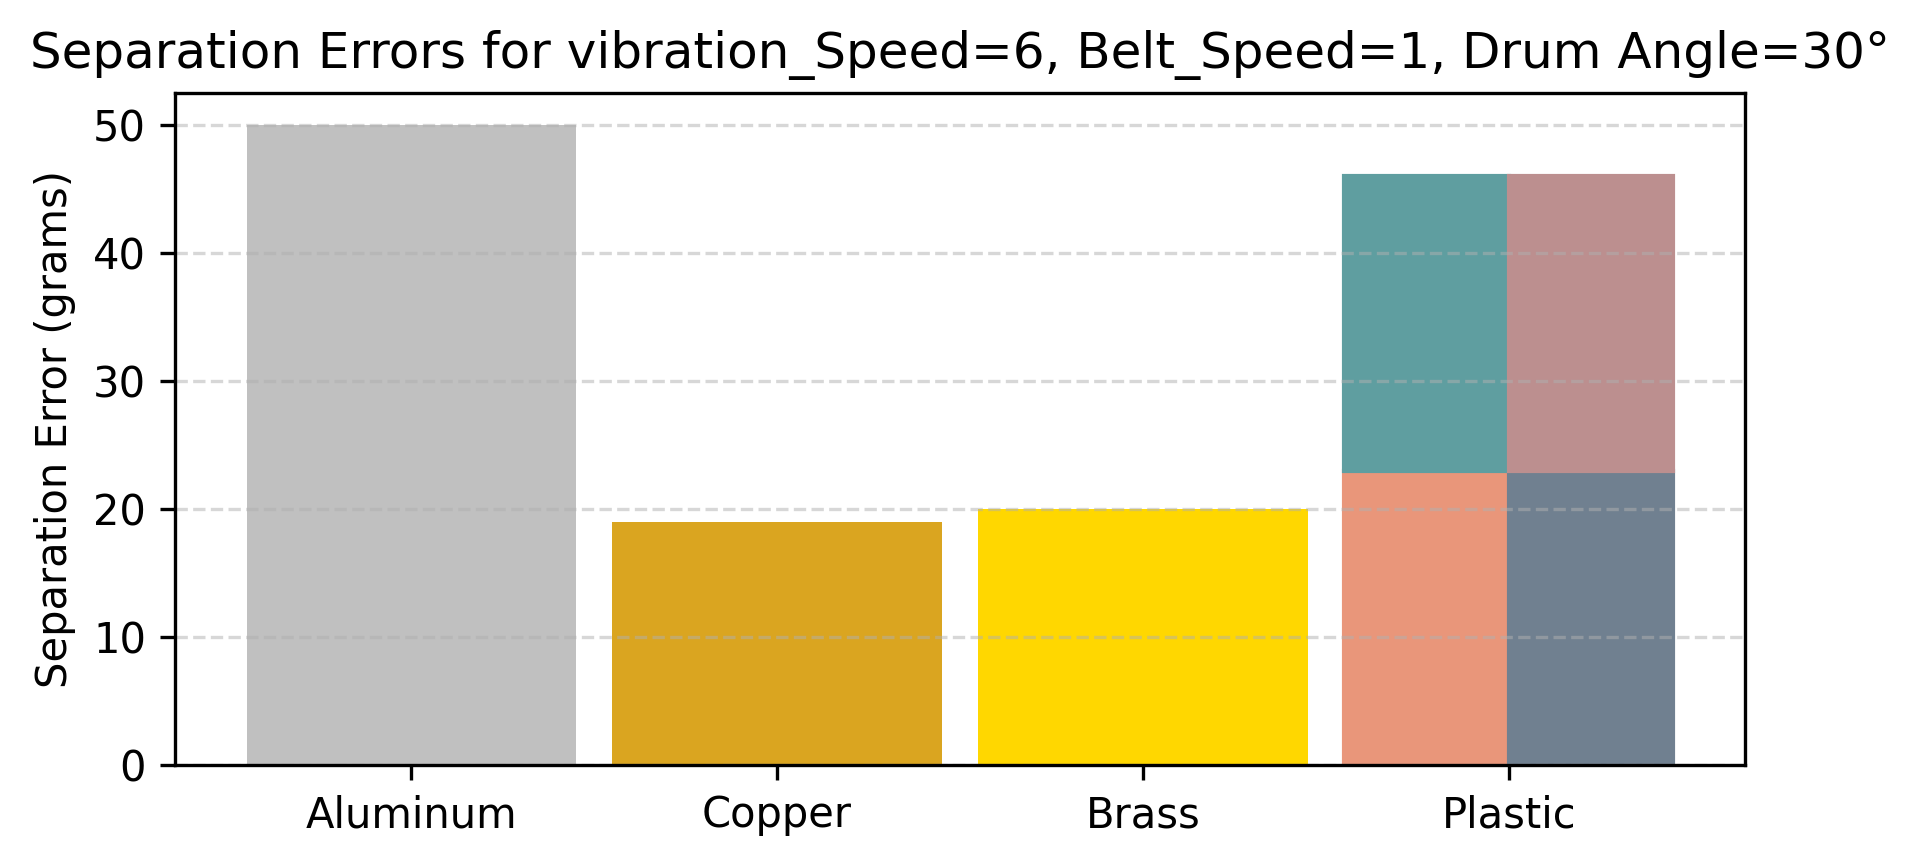 Separation Errors for vibration_Speed=6, Belt_Speed=1, Drum Angle=30°
Separation Error (grams)
50
40
30
20
10
0
Aluminum
Copper
Brass
Plastic